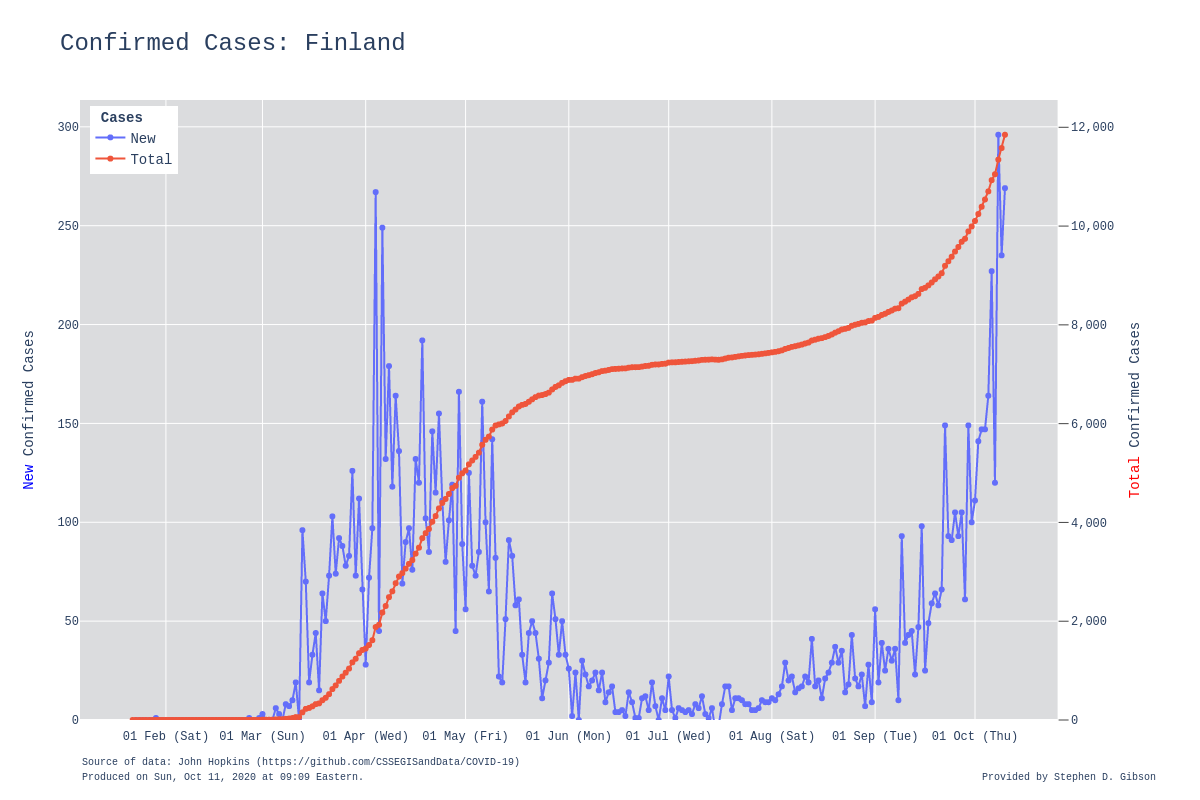 Confirmed Cases: Finland
Cases
New
Total
300
250
200
150
100
50
0
12,000
10,000
8,000
6,000
4,000
2,000
0
New Confirmed Cases
Total Confirmed Cases
01 Feb (Sat) 01 Mar (Sun) 01 Apr (Wed) 01 May (Fri) 01 Jun (Mon) 01 Jul (Wed) 01 Aug (Sat) 01 Sep (Tue) 01 Oct (Thu)
Source of data: John Hopkins (https://github.com/CSSEGISandData/COVID-19)
Produced on Sun, Oct 11, 2020 at 09:09 Eastern.
Provided by Stephen D. Gibson